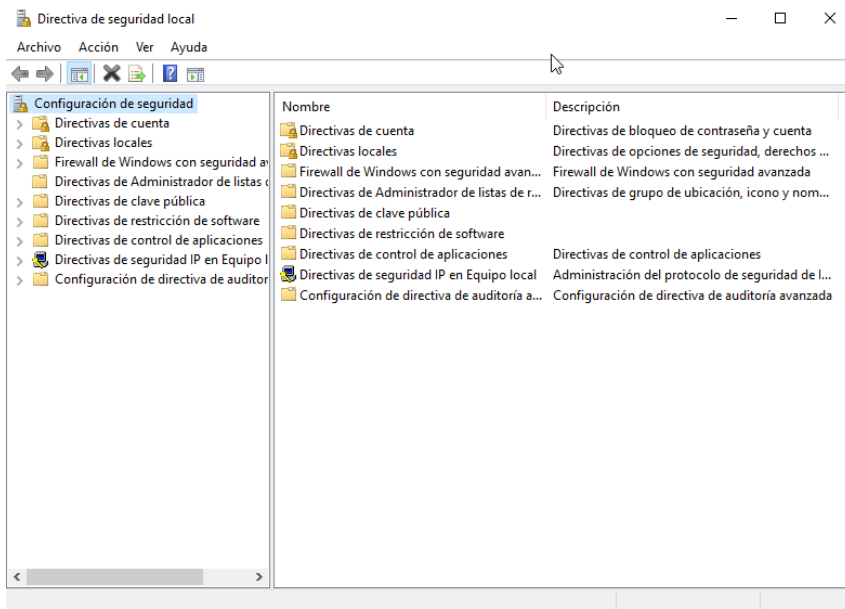 Directiva de seguridad local
Archivo Acción Ver Ayuda
Configuración de seguridad
Directivas de cuenta
Directivas locales
Firewall de Windows con seguridad av
Directivas de Administrador de listas d
Directivas de clave pública
Directivas de restricción de software
Directivas de control de aplicaciones
Directivas de seguridad IP en Equipo l
Configuración de directiva de auditor
Nombre Descripción
Directivas de cuenta Directivas de bloqueo de contraseña y cuenta
Directivas locales Directivas de opciones de seguridad, derechos ...
Firewall de Windows con seguridad avan... Firewall de Windows con seguridad avanzada
Directivas de Administrador de listas de r... Directivas de grupo de ubicación, icono y nom...
Directivas de clave pública
Directivas de restricción de software
Directivas de control de aplicaciones Directivas de control de aplicaciones
Directivas de seguridad IP en Equipo local Administración del protocolo de seguridad de I...
Configuración de directiva de auditoría a... Configuración de directiva de auditoría avanzada